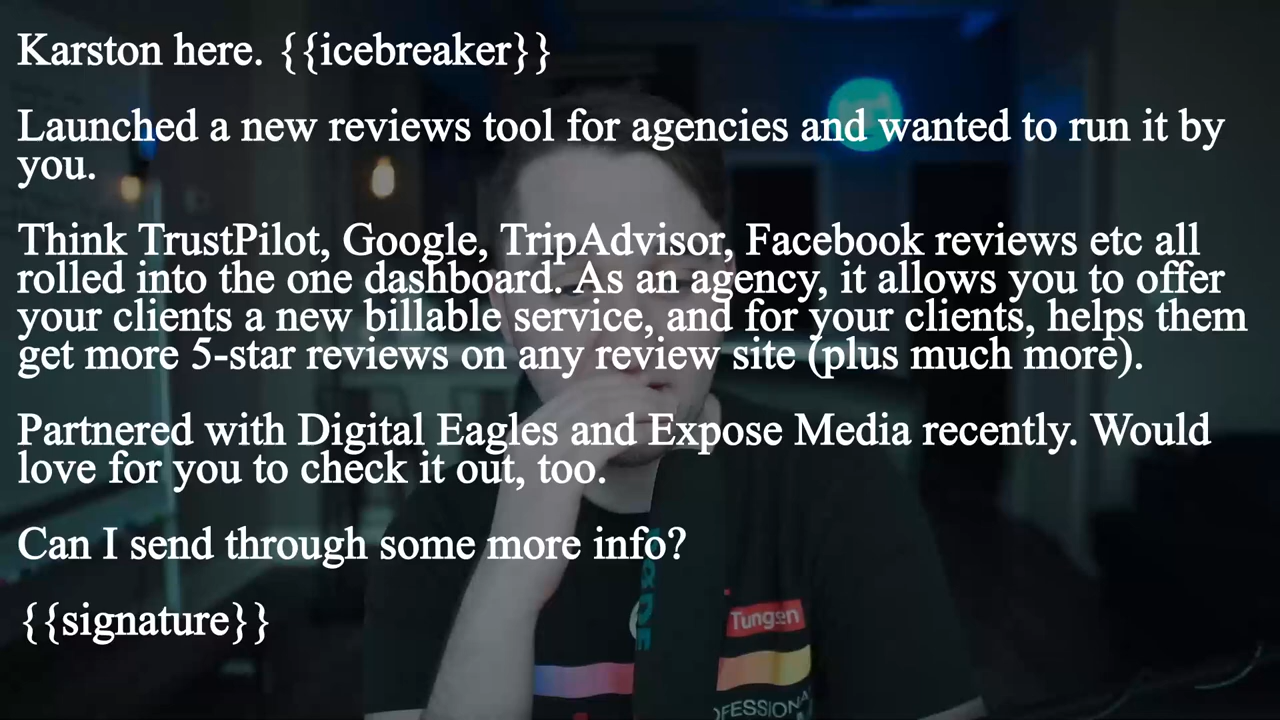 Karston here. {{icebreaker}}
Launched a new reviews tool for agencies and wanted to run it by
you.
Think TrustPilot, Google, TripAdvisor, Facebook reviews etc all
rolled into the one dashboard. As an agency, it allows you to offer
your clients a new billable service, and for your clients, helps them
get more 5-star reviews on any review site (plus much more).
Partnered with Digital Eagles and Expose Media recently. Would
love for you to check it out, too.
Can I send through some more info?
{{signature}}
Tungsen